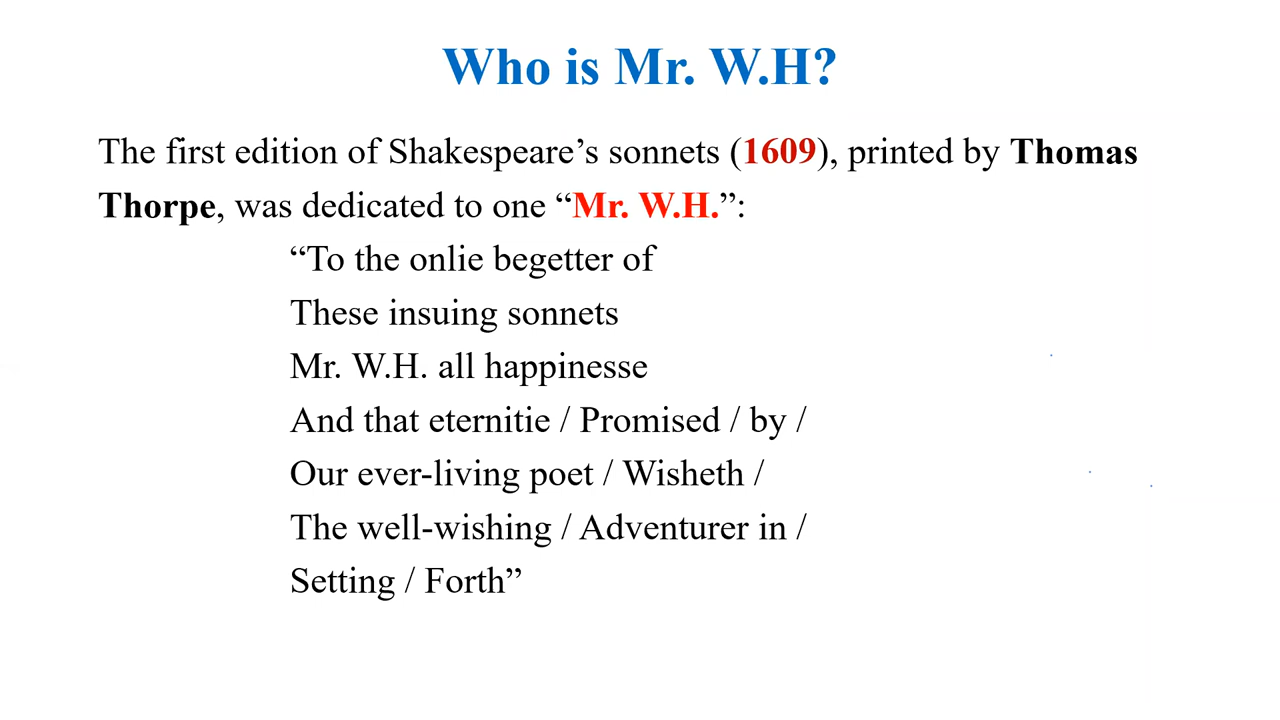 Who is Mr. W.H?
The first edition of Shakespeare’s sonnets (1609), printed by Thomas
Thorpe, was dedicated to one “Mr. W.H.”:
“To the onlie begetter of
These insuing sonnets
Mr. W.H. all happinesse
And that eternitie / Promised / by /
Our ever-living poet / Wisheth /
The well-wishing / Adventurer in /
Setting / Forth”